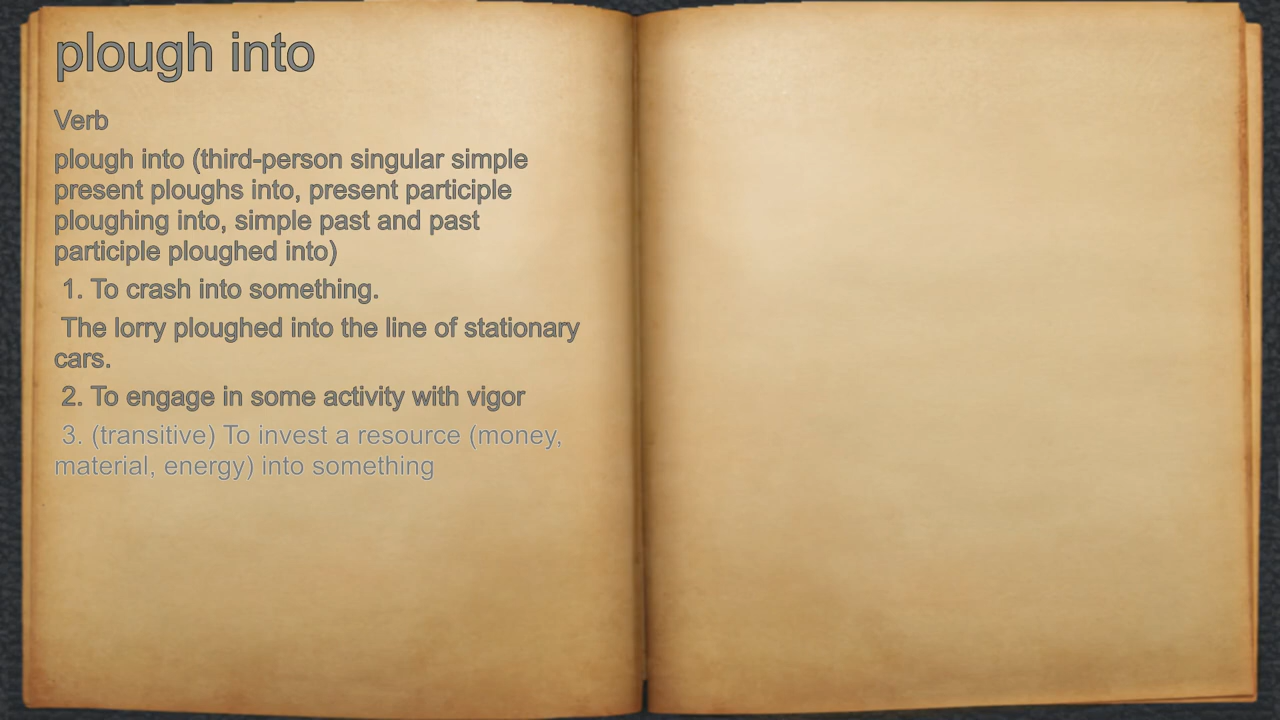 plough into
Verb
plough into (third-person singular simple
present ploughs into, present participle
ploughing into, simple past and past
participle ploughed into)
1. To crash into something.
The lorry ploughed into the line of stationary
cars.
2. To engage in some activity with vigor
3. (transitive) To invest a resource (money,
material, energy) into something